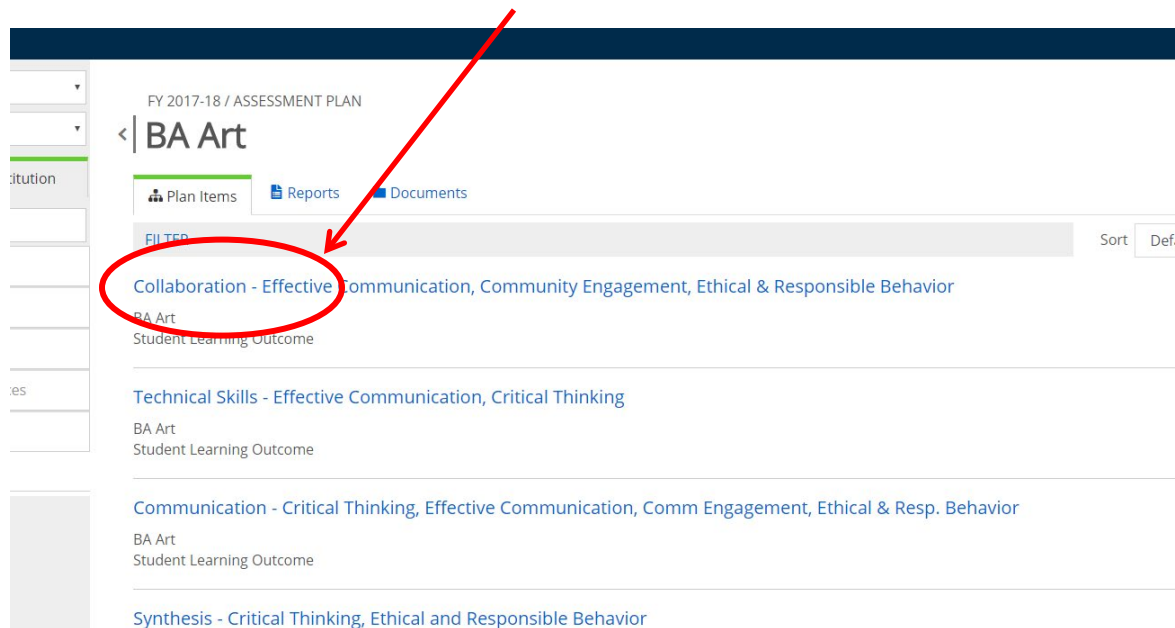 FY 2017-18 / ASSESSMENT PLAN
BA Art
titution
Plan Items Reports Documents
FILTER Sort Defa
Collaboration - Effective Communication, Community Engagement, Ethical & Responsible Behavior
BA Art
Student Learning Outcome
tes
Technical Skills - Effective Communication, Critical Thinking
BA Art
Student Learning Outcome
Communication - Critical Thinking, Effective Communication, Comm Engagement, Ethical & Resp. Behavior
BA Art
Student Learning Outcome
Synthesis - Critical Thinking, Ethical and Responsible Behavior